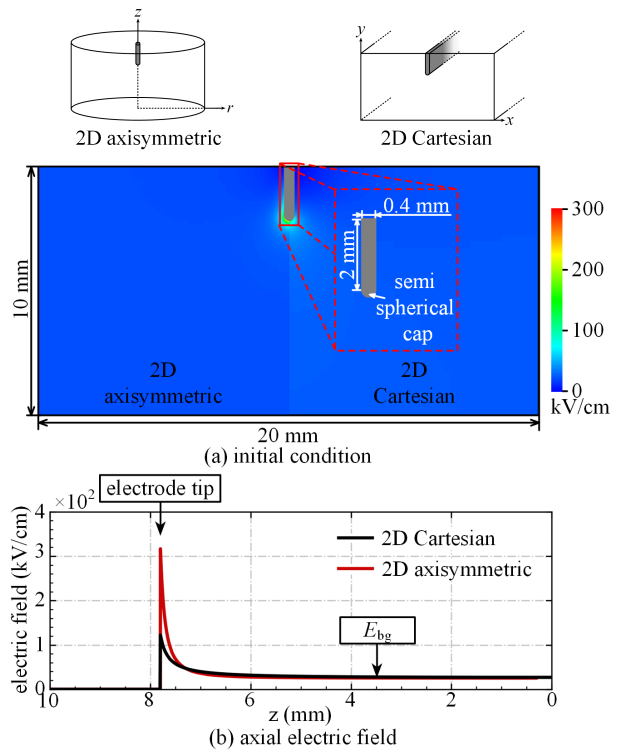 z
r
2D axisymmetric
y
x
2D Cartesian
10 mm
0.4 mm
2 mm
semi
spherical
cap
2D
axisymmetric
2D
Cartesian
300
200
100
0
kV/cm
20 mm
(a) initial condition
electrode tip
×10²
electric field (kV/cm)
4
3
2
1
0
2D Cartesian
2D axisymmetric
E_bg
10 8 6 4 2 0
z (mm)
(b) axial electric field